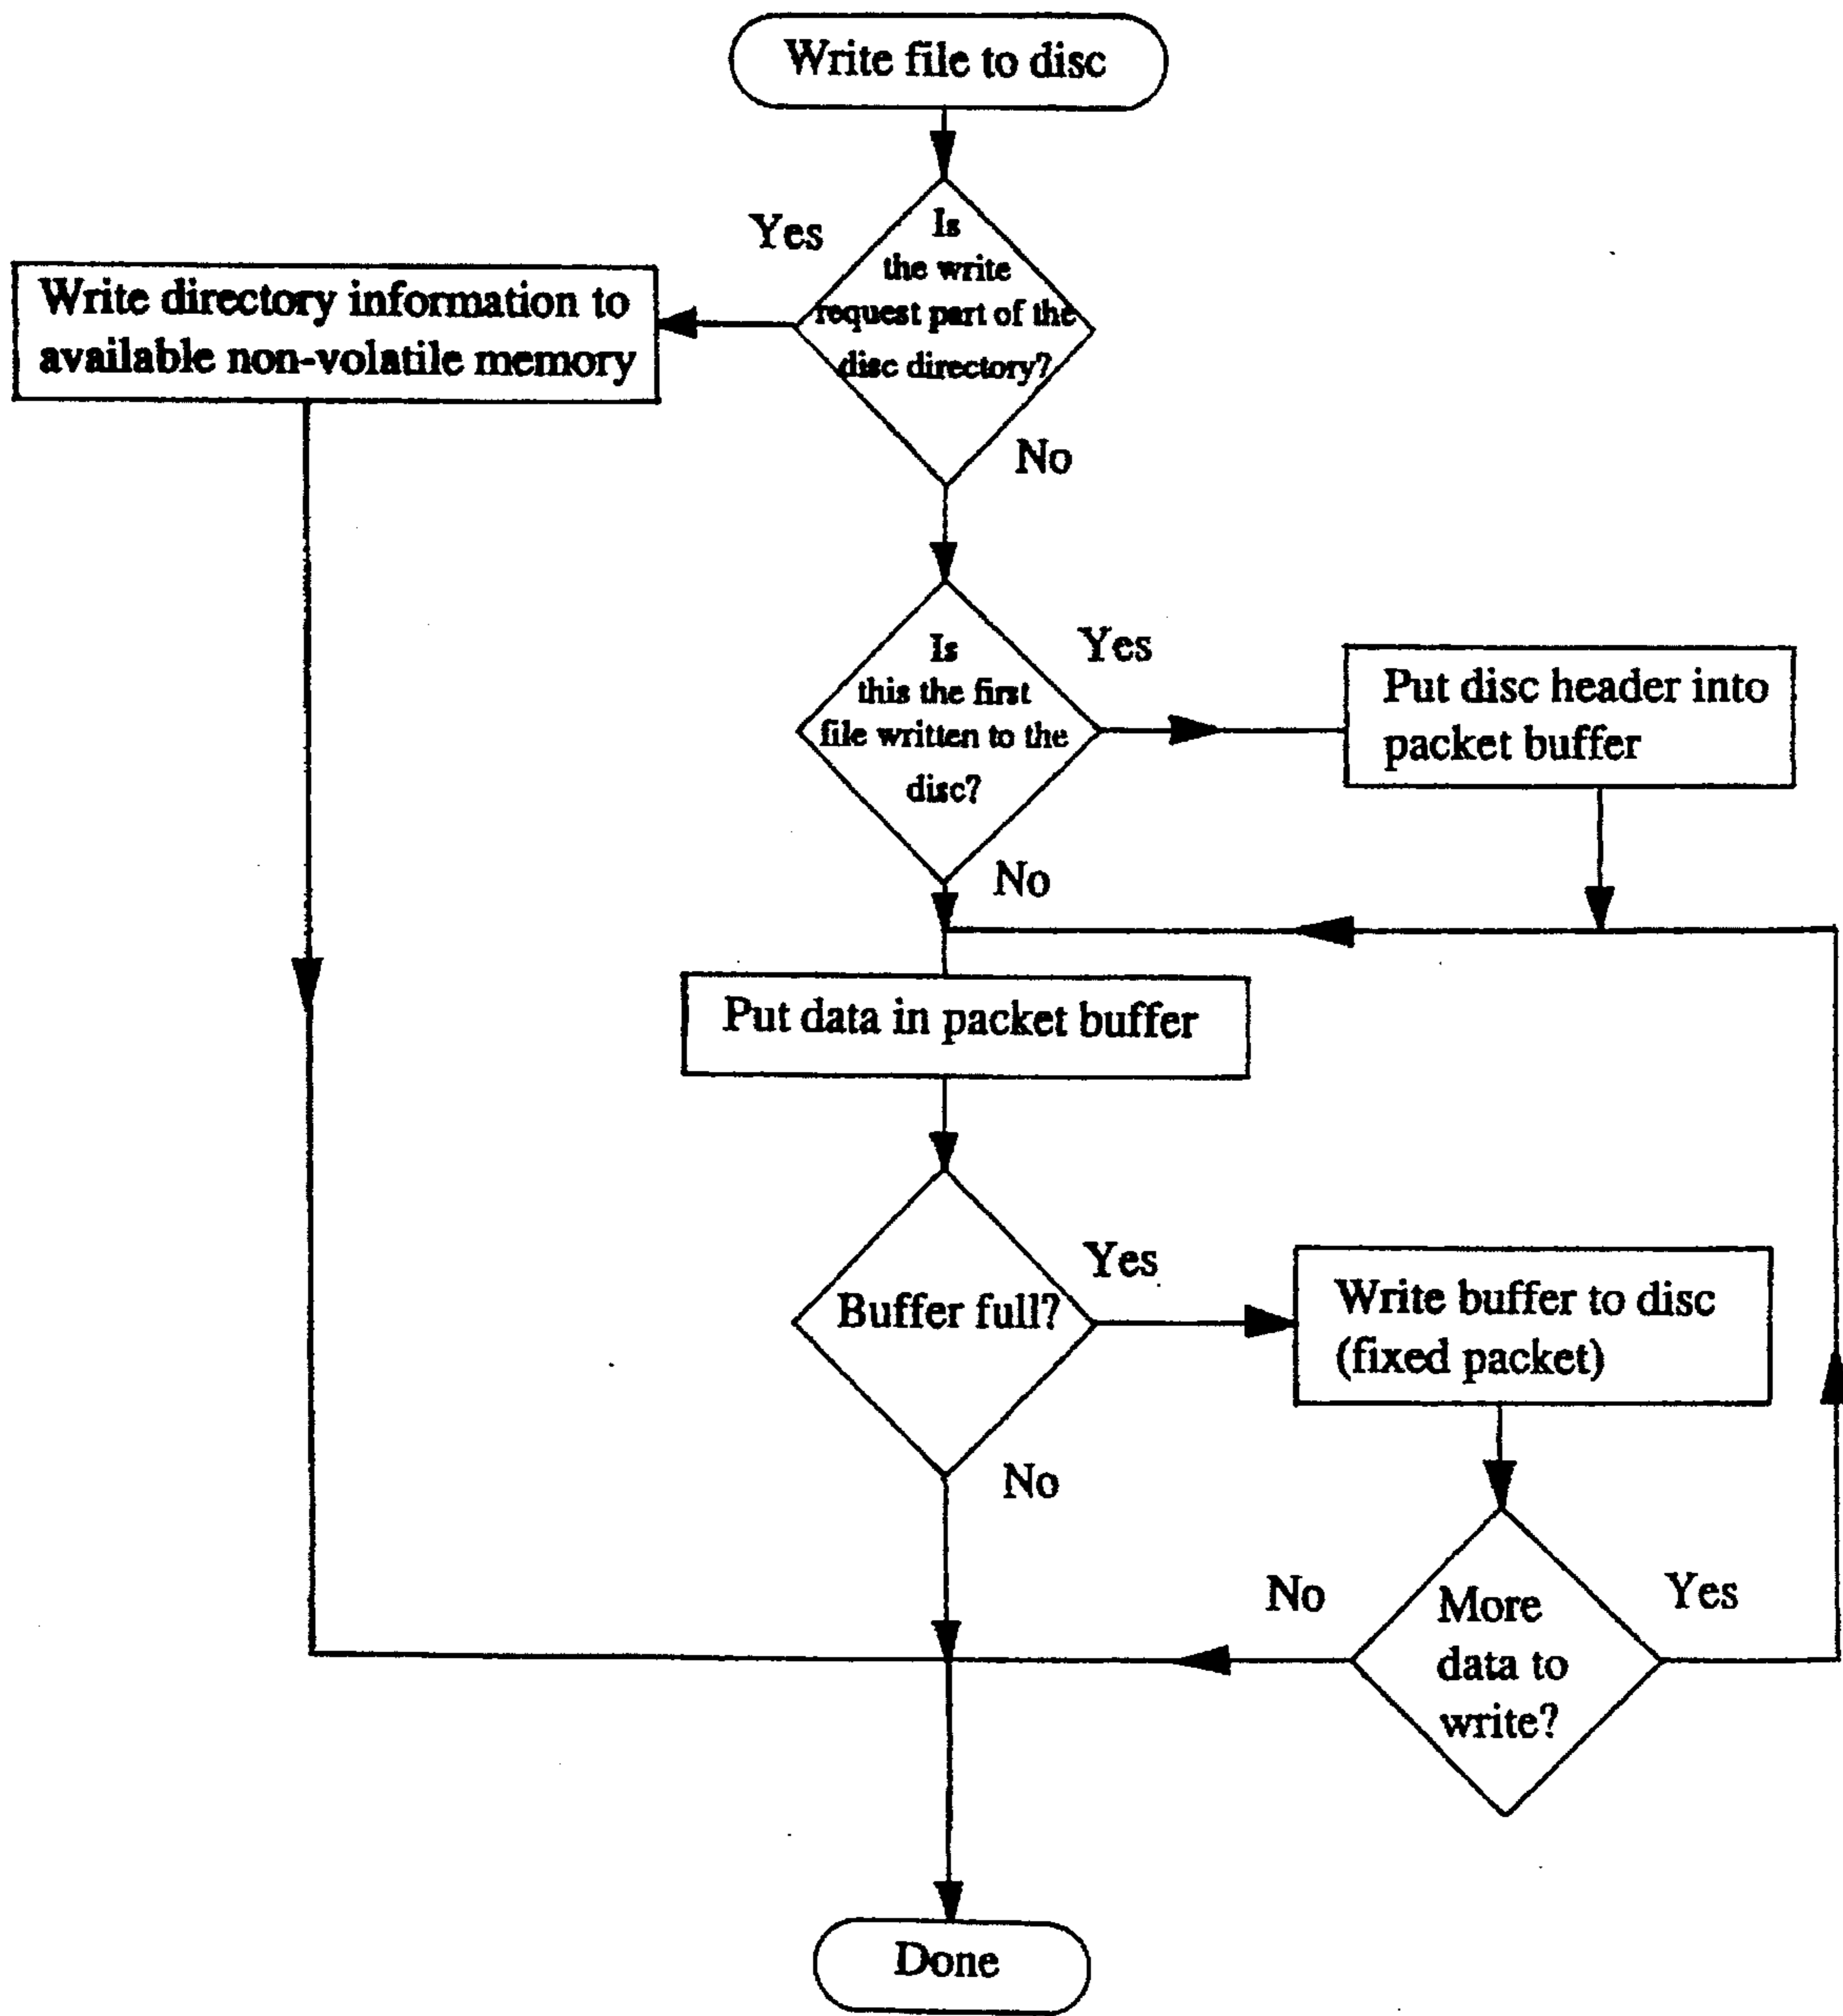 Write file to disc
Yes
Is
the write
request part of the
disc directory?
Write directory information to
available non-volatile memory
No
Is
this the first
file written to the
disc?
Yes
Put disc header into
packet buffer
No
Put data in packet buffer
Buffer full?
Yes
Write buffer to disc
(fixed packet)
No
No
More
data to
write?
Yes
Done